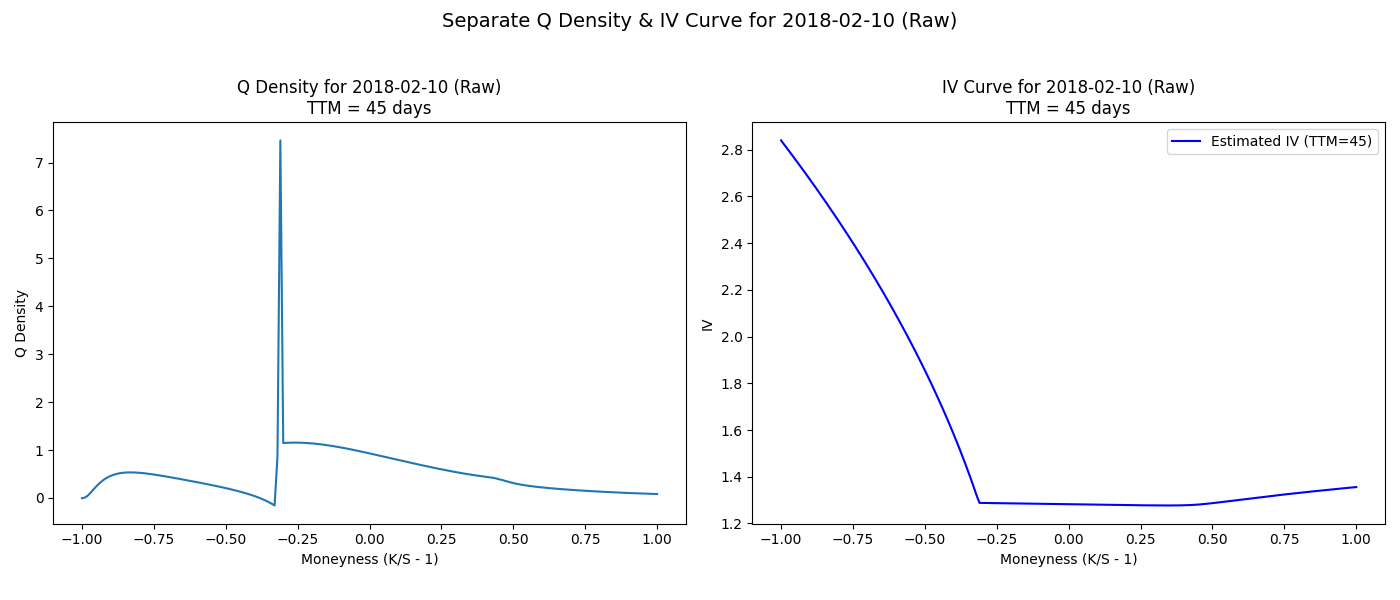 Separate Q Density & IV Curve for 2018-02-10 (Raw)
Q Density for 2018-02-10 (Raw)
TTM = 45 days
Q Density
7
6
5
4
3
2
1
0
−1.00 −0.75 −0.50 −0.25 0.00 0.25 0.50 0.75 1.00
Moneyness (K/S - 1)
IV Curve for 2018-02-10 (Raw)
TTM = 45 days
Estimated IV (TTM=45)
IV
2.8
2.6
2.4
2.2
2.0
1.8
1.6
1.4
1.2
−1.00 −0.75 −0.50 −0.25 0.00 0.25 0.50 0.75 1.00
Moneyness (K/S - 1)